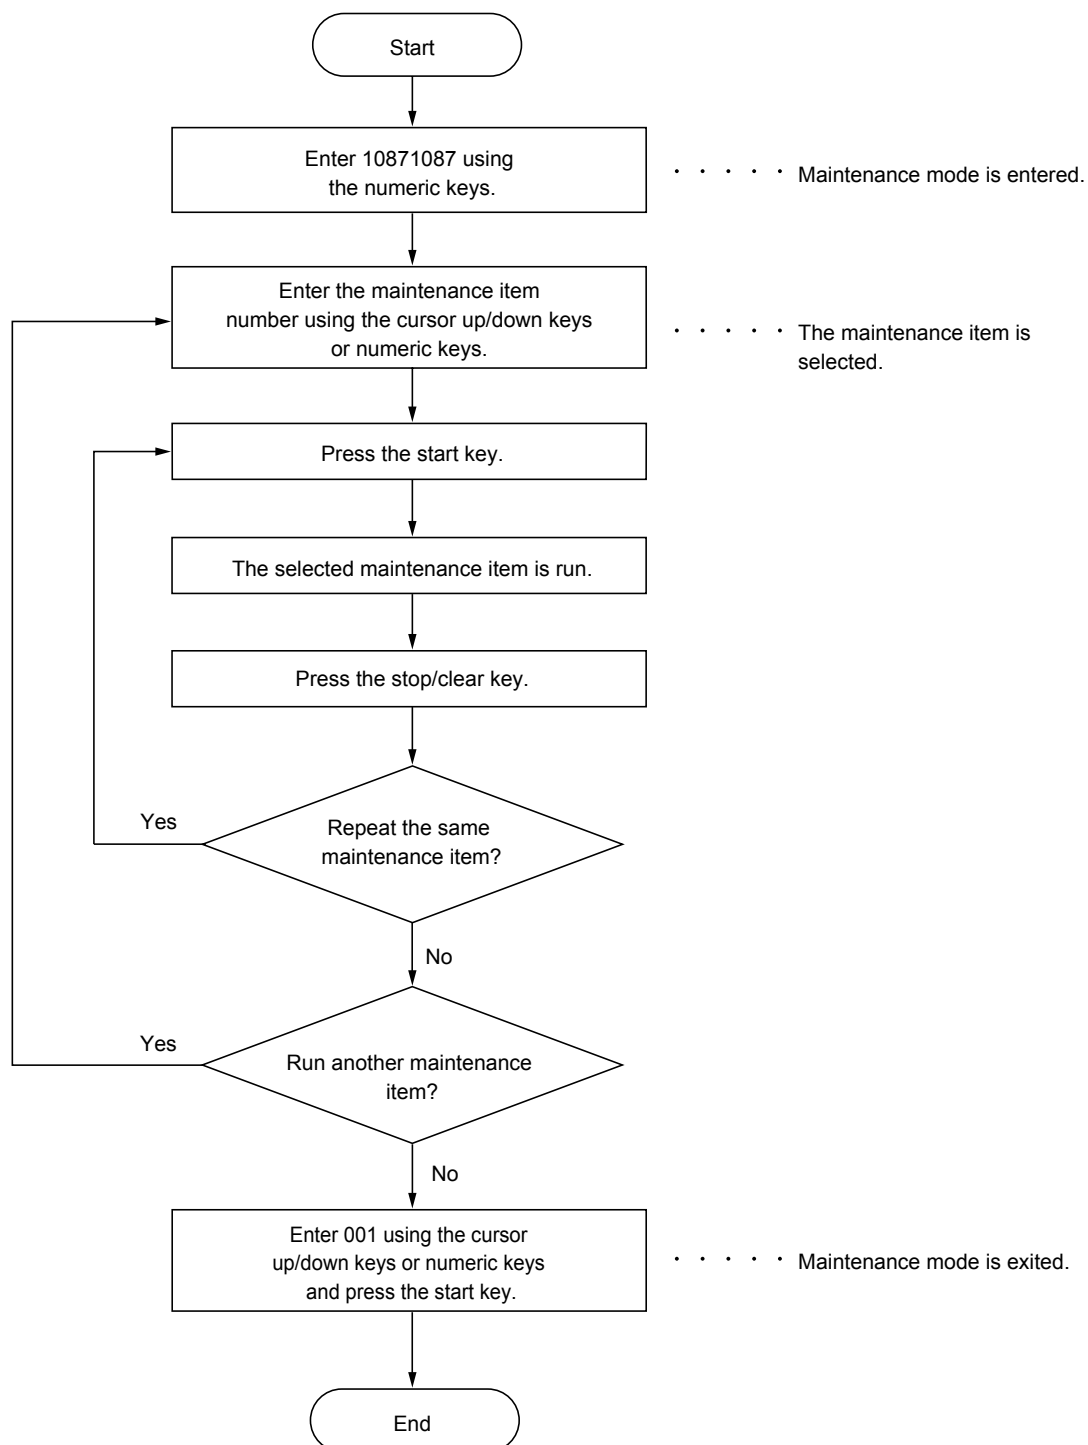 Start
Enter 10871087 using
the numeric keys.
Maintenance mode is entered.
Enter the maintenance item
number using the cursor up/down keys
or numeric keys.
The maintenance item is
selected.
Press the start key.
The selected maintenance item is run.
Press the stop/clear key.
Yes
Repeat the same
maintenance item?
No
Yes
Run another maintenance
item?
No
Enter 001 using the cursor
up/down keys or numeric keys
and press the start key.
Maintenance mode is exited.
End